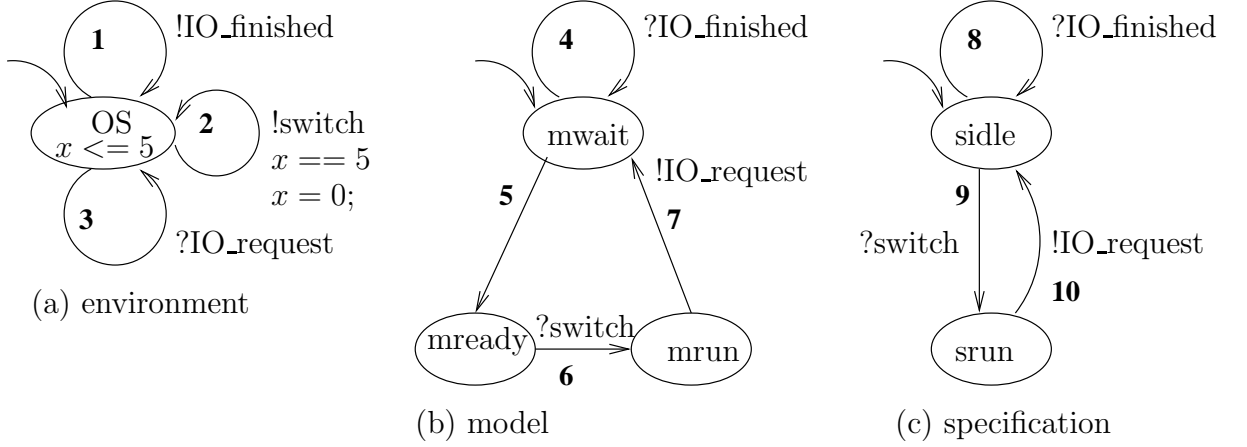 1
!IO_finished
OS
x <= 5
2
!switch
x == 5
x = 0;
3
?IO_request
(a) environment
4
?IO_finished
mwait
5
!IO_request
7
mready
?switch
6
mrun
(b) model
8
?IO_finished
sidle
9
?switch
!IO_request
10
srun
(c) specification